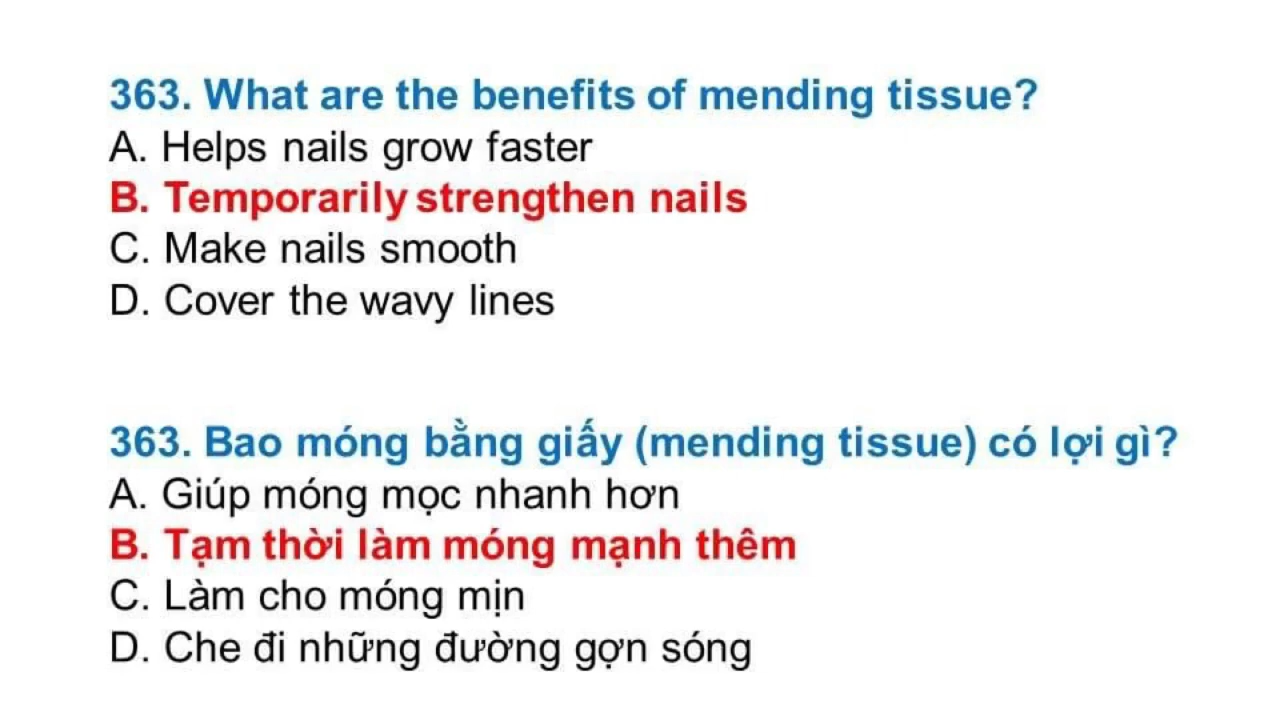 363. What are the benefits of mending tissue?
A. Helps nails grow faster
B. Temporarily strengthen nails
C. Make nails smooth
D. Cover the wavy lines
363. Bao móng bằng giấy (mending tissue) có lợi gì?
A. Giúp móng mọc nhanh hơn
B. Tạm thời làm móng mạnh thêm
C. Làm cho móng mịn
D. Che đi những đường gợn sóng